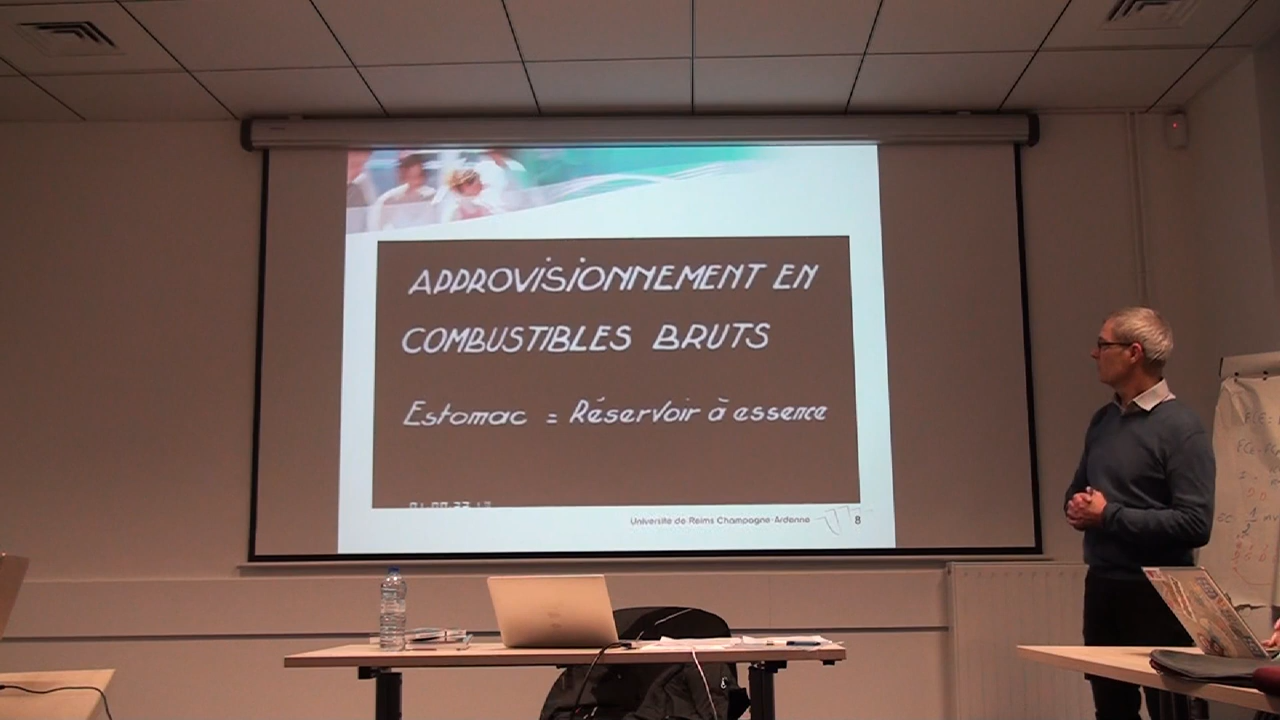 APPROVISIONNEMENT EN
COMBUSTIBLES BRUTS
Estomac = Réservoir à essence
Université de Reims Champagne-Ardenne
8